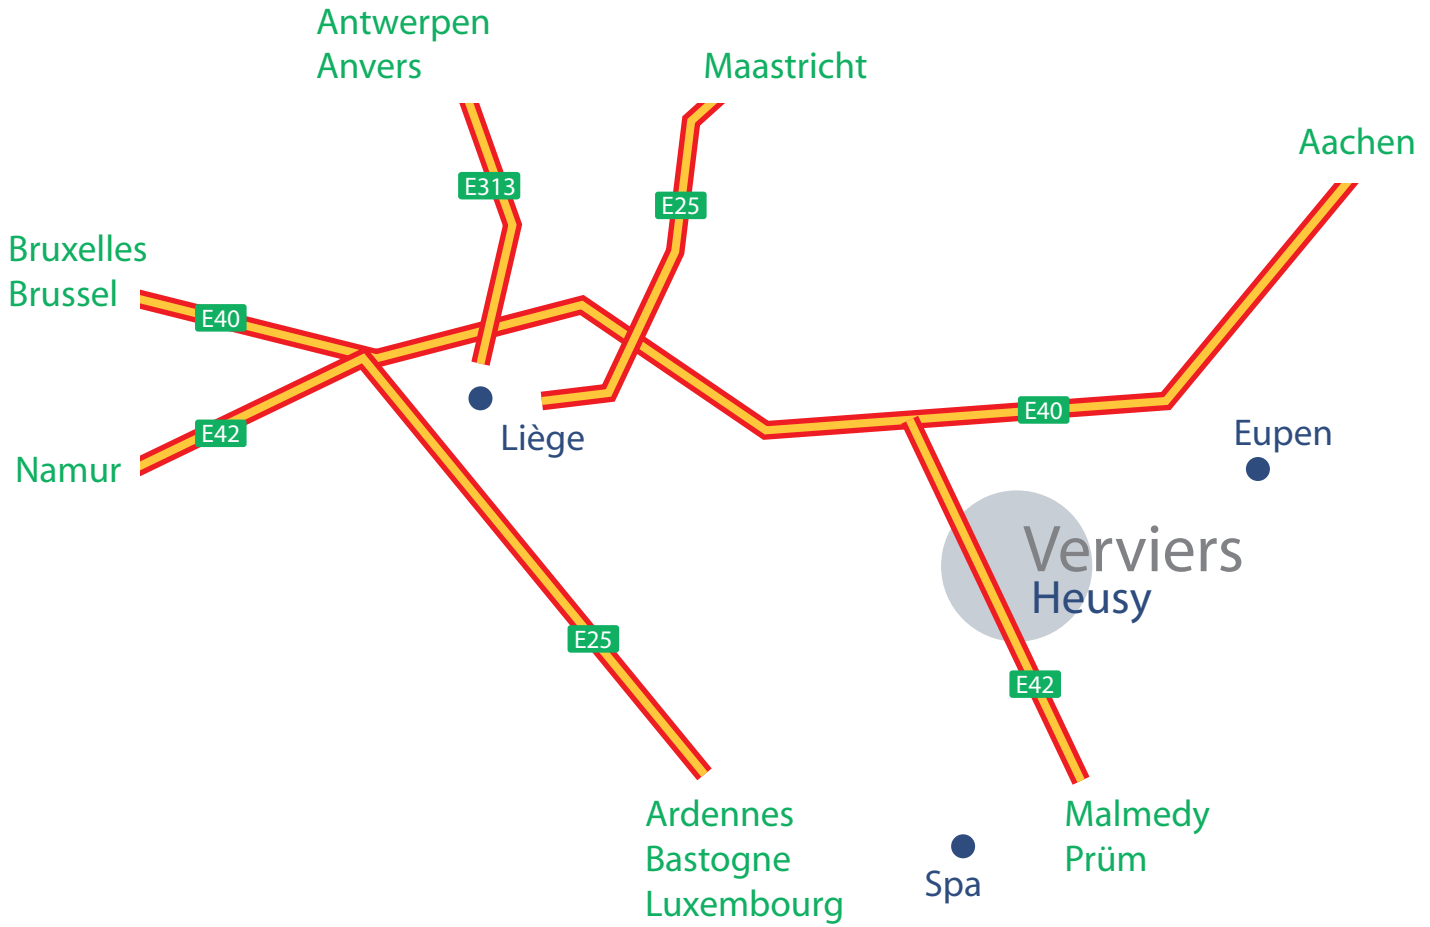 Antwerpen
Anvers
Maastricht
Aachen
E313
E25
Bruxelles
Brussel
E40
E42
Namur
Liège
E40
Eupen
Verviers
Heusy
E25
E42
Ardennes
Bastogne
Luxembourg
Malmedy
Prüm
Spa